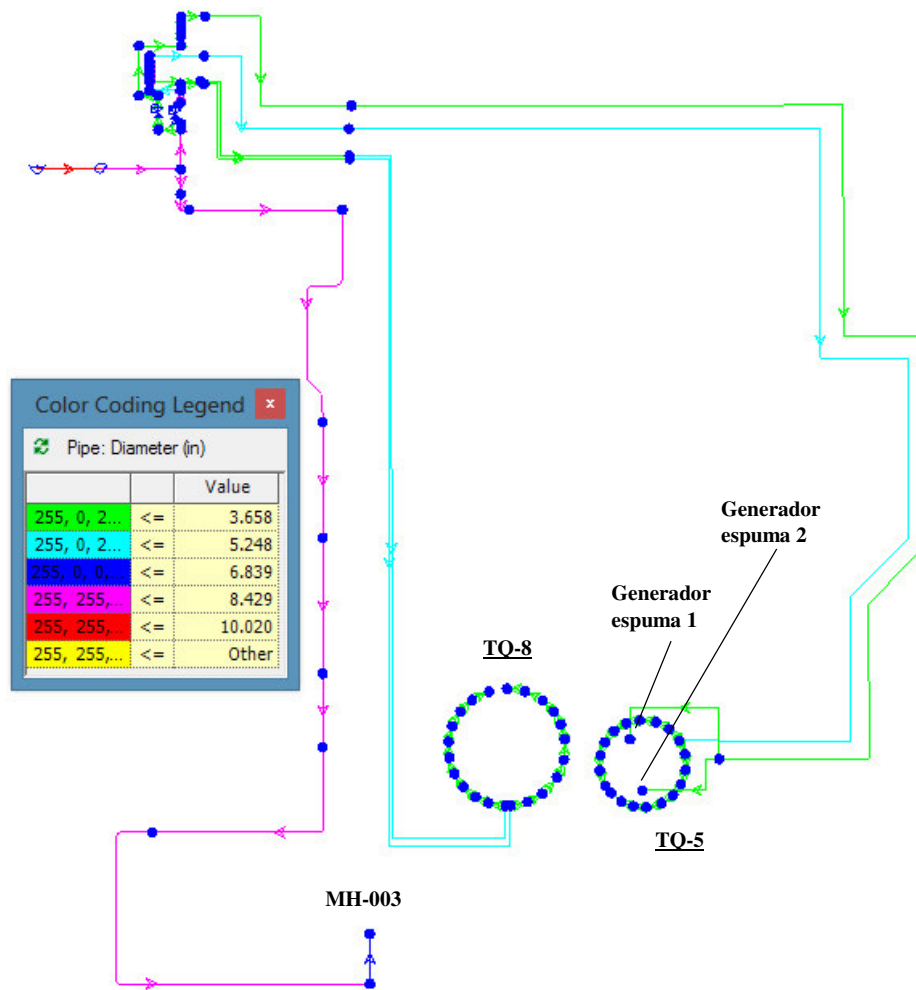 Color Coding Legend x
Pipe: Diameter (in)
Value
255, 0, 2... <= 3.658
255, 0, 2... <= 5.248
255, 0, 0,... <= 6.839
255, 255,... <= 8.429
255, 255,... <= 10.020
255, 255,... <= Other
Generador
espuma 2
Generador
espuma 1
TQ-8
TQ-5
MH-003